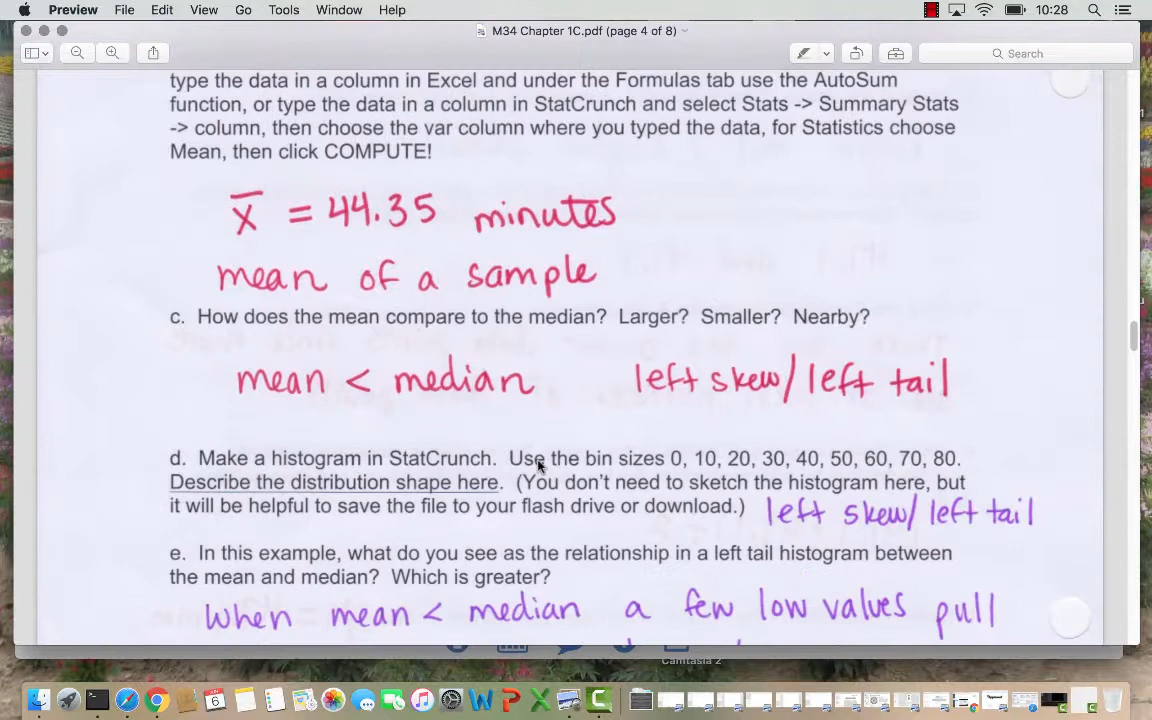 Preview File Edit View Go Tools Window Help 10:28
M34 Chapter 1C.pdf (page 4 of 8)
Search
type the data in a column in Excel and under the Formulas tab use the AutoSum
function, or type the data in a column in StatCrunch and select Stats -> Summary Stats
-> column, then choose the var column where you typed the data, for Statistics choose
Mean, then click COMPUTE!
x̅ = 44.35 minutes
mean of a sample
c. How does the mean compare to the median? Larger? Smaller? Nearby?
mean < median left skew/left tail
d. Make a histogram in StatCrunch. Use the bin sizes 0, 10, 20, 30, 40, 50, 60, 70, 80.
Describe the distribution shape here. (You don't need to sketch the histogram here, but
it will be helpful to save the file to your flash drive or download.) left skew/left tail
e. In this example, what do you see as the relationship in a left tail histogram between
the mean and median? Which is greater?
When mean < median a few low values pull
Camtasia 2
6